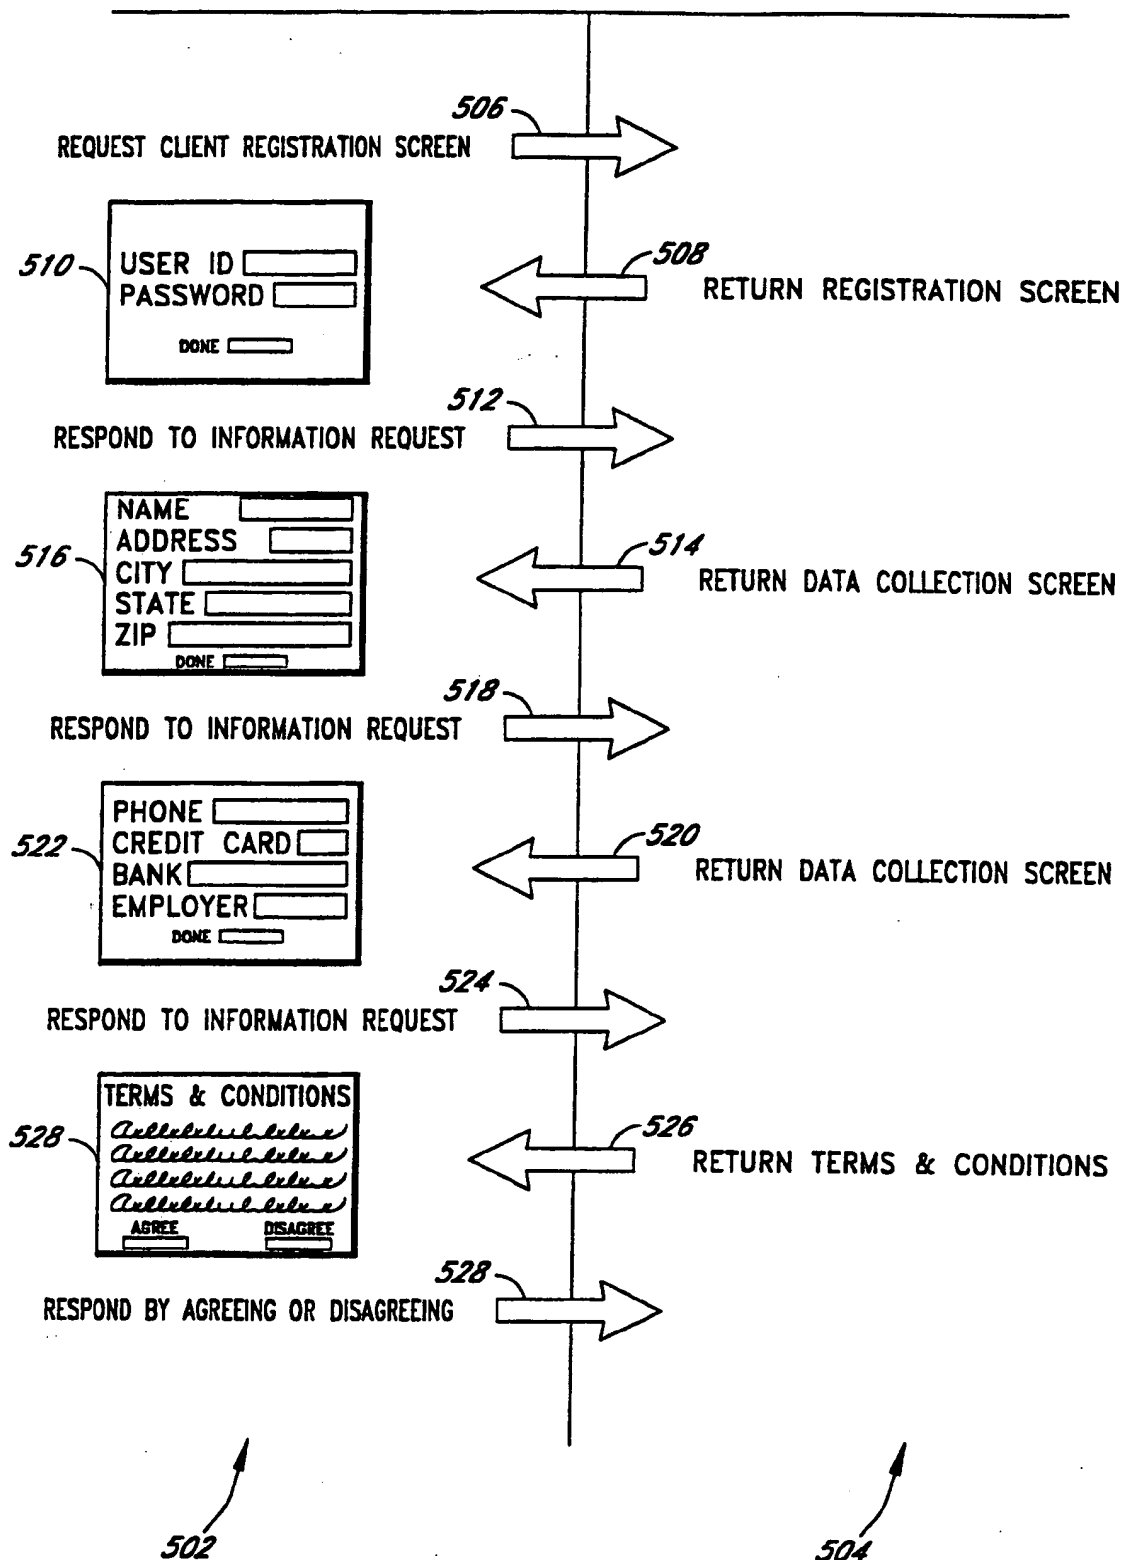 506
REQUEST CLIENT REGISTRATION SCREEN
510
USER ID
PASSWORD
DONE
508
RETURN REGISTRATION SCREEN
512
RESPOND TO INFORMATION REQUEST
516
NAME
ADDRESS
CITY
STATE
ZIP
DONE
514
RETURN DATA COLLECTION SCREEN
518
RESPOND TO INFORMATION REQUEST
522
PHONE
CREDIT CARD
BANK
EMPLOYER
DONE
520
RETURN DATA COLLECTION SCREEN
524
RESPOND TO INFORMATION REQUEST
528
TERMS & CONDITIONS
AGREE DISAGREE
526
RETURN TERMS & CONDITIONS
528
RESPOND BY AGREEING OR DISAGREEING
502
504